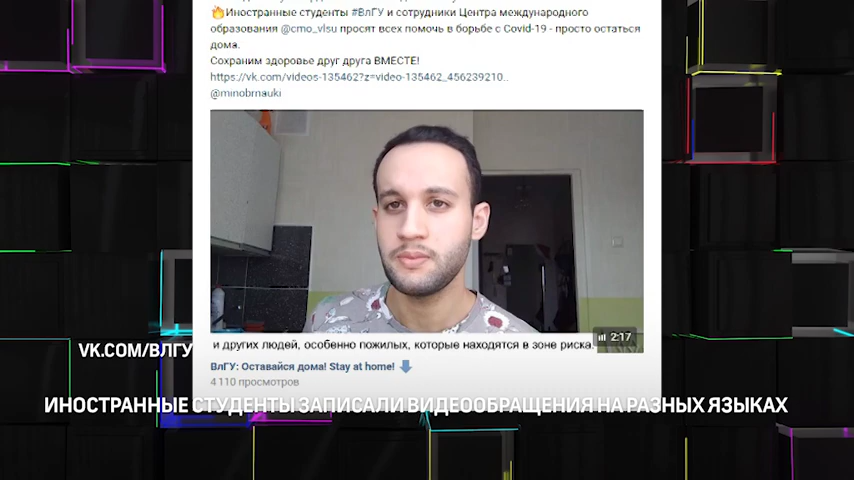 🔥Иностранные студенты #ВлГУ и сотрудники Центра международного
образования @cmo_vlsu просят всех помочь в борьбе с Covid-19 - просто остаться
дома.
Сохраним здоровье друг друга ВМЕСТЕ!
https://vk.com/videos-135462?z=video-135462_456239210..
@minobrnauki
и других людей, особенно пожилых, которые находятся в зоне риска.
2:17
ВлГУ: Оставайся дома! Stay at home! ⬇
4 110 просмотров
VK.COM/ВЛГУ
ИНОСТРАННЫЕ СТУДЕНТЫ ЗАПИСАЛИ ВИДЕООБРАЩЕНИЯ НА РАЗНЫХ ЯЗЫКАХ